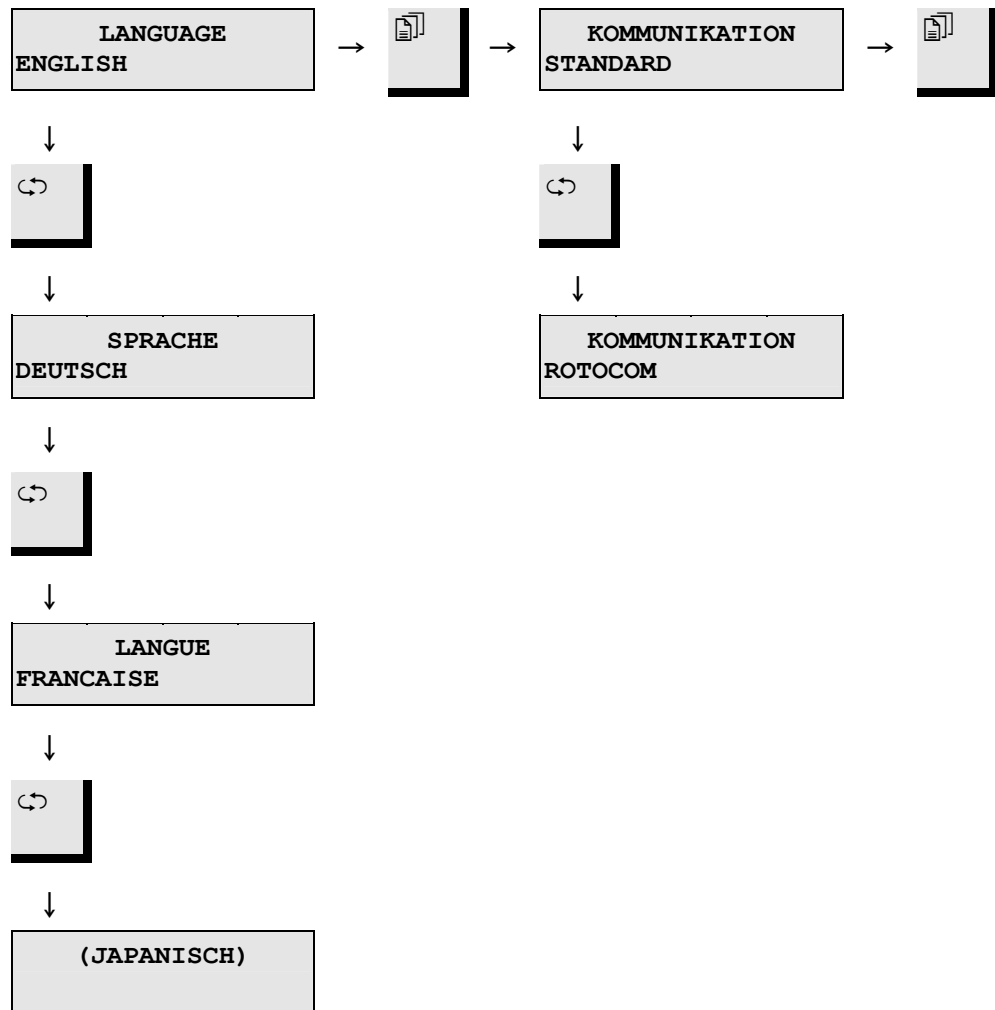 LANGUAGE
ENGLISH
KOMMUNIKATION
STANDARD
SPRACHE
DEUTSCH
KOMMUNIKATION
ROTOCOM
LANGUE
FRANCAISE
(JAPANISCH)